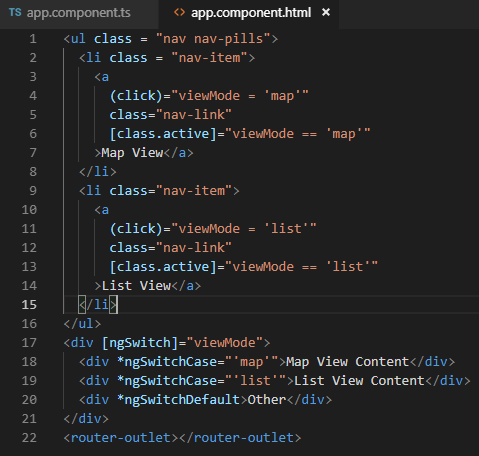 TS app.component.ts <> app.component.html ×
1 <ul class = "nav nav-pills">
2   <li class = "nav-item">
3     <a
4       (click)="viewMode = 'map'"
5       class="nav-link"
6       [class.active]="viewMode == 'map'"
7     >Map View</a>
8   </li>
9   <li class="nav-item">
10     <a
11       (click)="viewMode = 'list'"
12       class="nav-link"
13       [class.active]="viewMode == 'list'"
14     >List View</a>
15   </li>
16 </ul>
17 <div [ngSwitch]="viewMode">
18   <div *ngSwitchCase="'map'">Map View Content</div>
19   <div *ngSwitchCase="'list'">List View Content</div>
20   <div *ngSwitchDefault>Other</div>
21 </div>
22 <router-outlet></router-outlet>